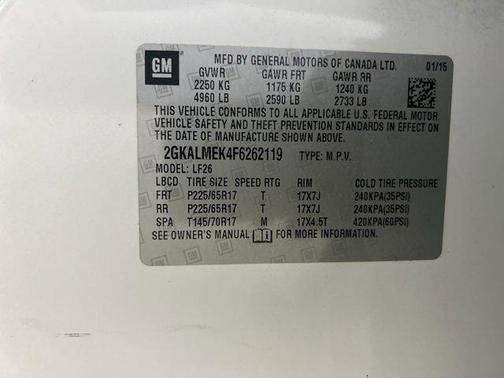 GM
MFD BY GENERAL MOTORS OF CANADA LTD. 01/15
GVWR GAWR FRT GAWR RR
2250 KG 1175 KG 1240 KG
4960 LB 2590 LB 2733 LB
THIS VEHICLE CONFORMS TO ALL APPLICABLE U.S. FEDERAL MOTOR
VEHICLE SAFETY AND THEFT PREVENTION STANDARDS IN EFFECT ON
THE DATE OF MANUFACTURE SHOWN ABOVE.
2GKALMEK4F6262119 TYPE: M.P.V.
MODEL: LF26
LBCD TIRE SIZE SPEED RTG RIM COLD TIRE PRESSURE
FRT P225/65R17 T 17X7J 240KPA(35PSI)
RR P225/65R17 T 17X7J 240KPA(35PSI)
SPA T145/70R17 M 17X4.5T 420KPA(60PSI)
SEE OWNER'S MANUAL FOR MORE INFORMATION.